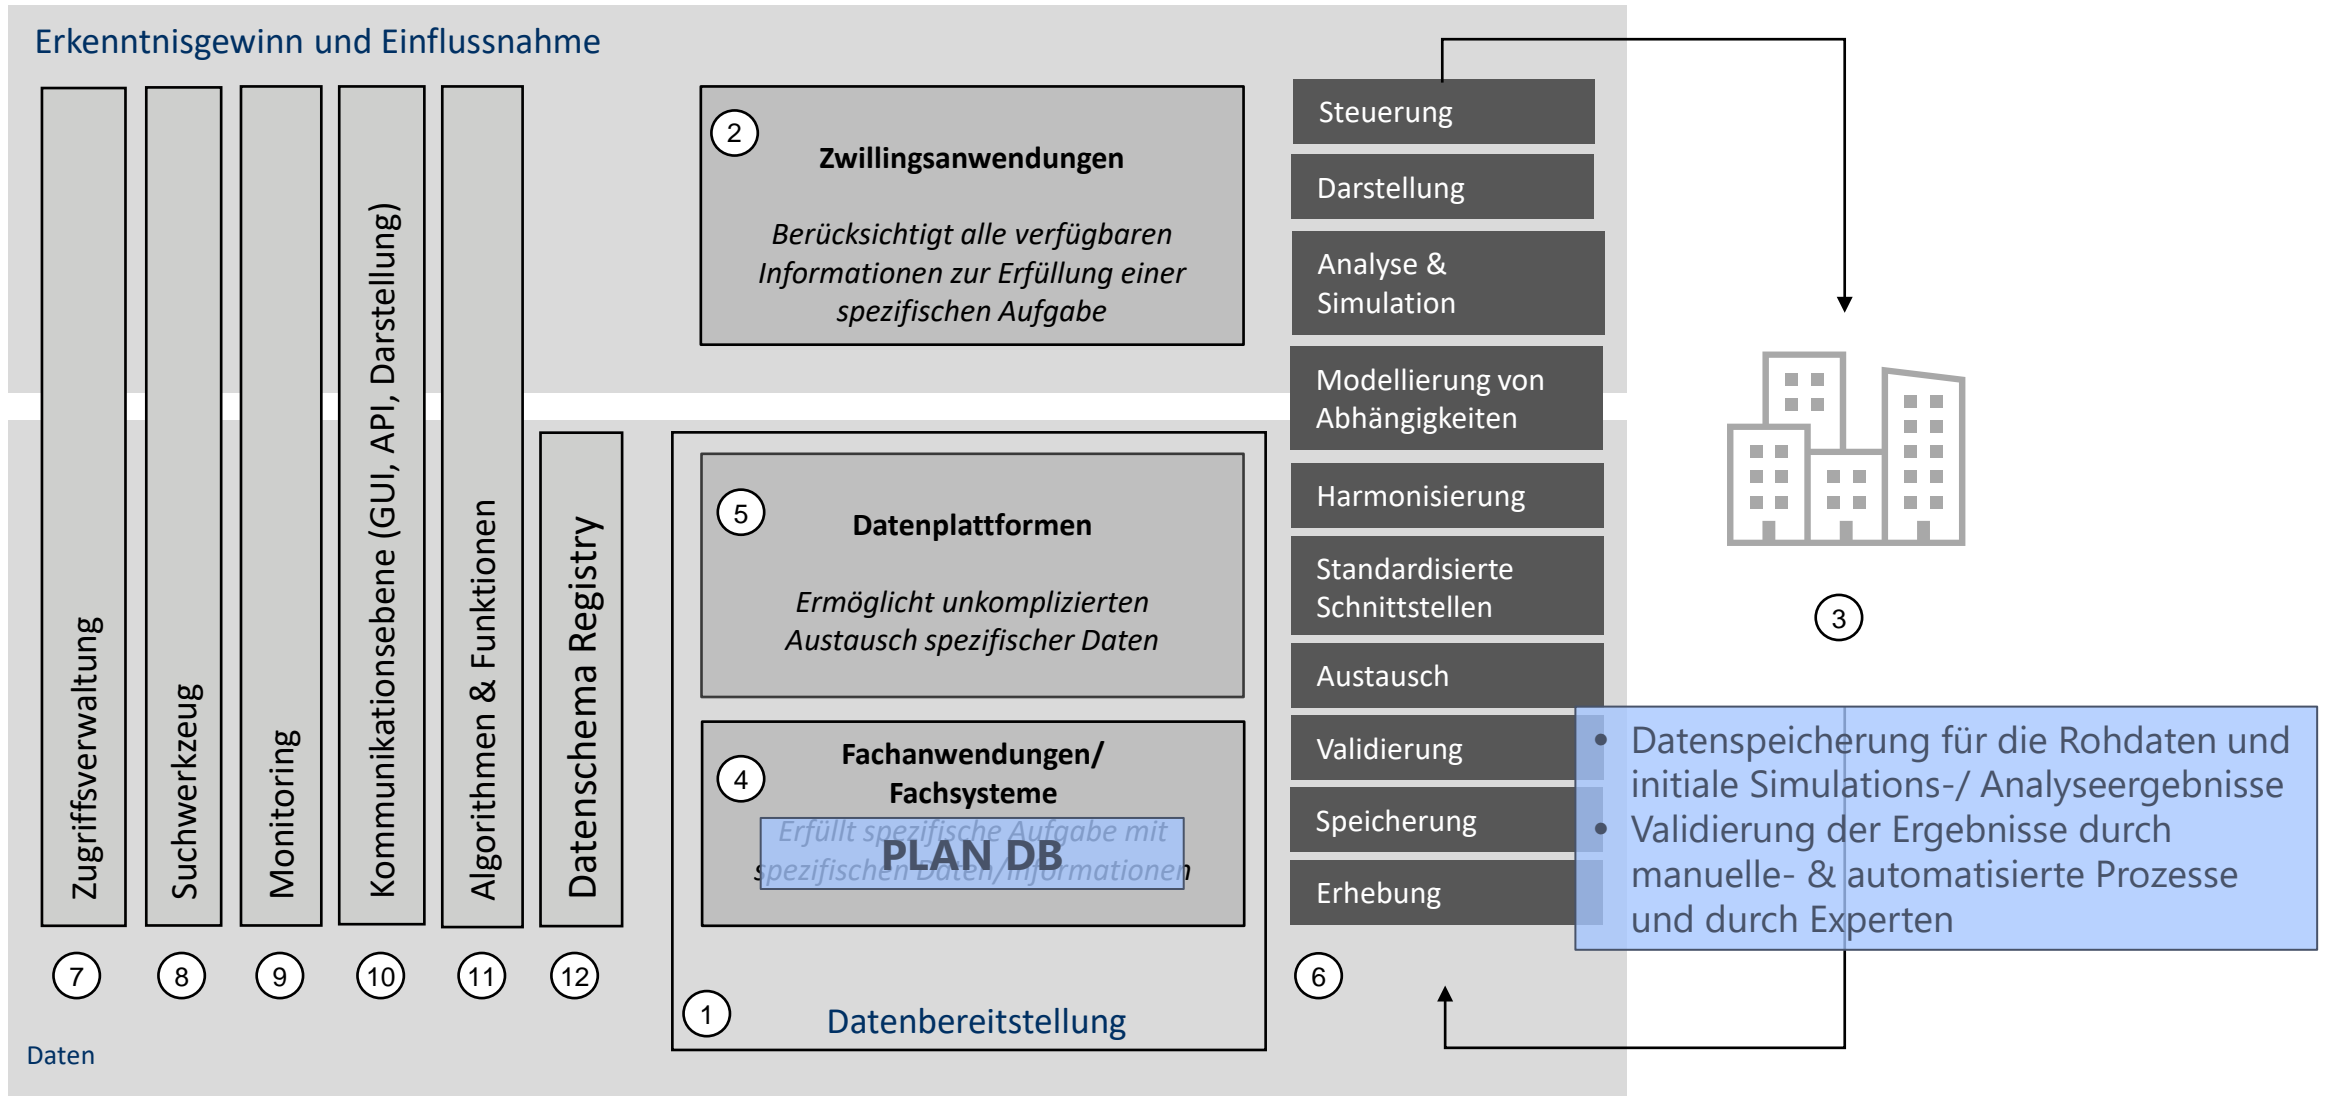 Erkenntnisgewinn und Einflussnahme
Zugriffsverwaltung
7
Suchwerkzeug
8
Monitoring
9
Kommunikationsebene (GUI, API, Darstellung)
10
Algorithmen & Funktionen
11
Datenschema Registry
12
2
Zwillingsanwendungen
Berücksichtigt alle verfügbaren
Informationen zur Erfüllung einer
spezifischen Aufgabe
5
Datenplattformen
Ermöglicht unkomplizierten
Austausch spezifischer Daten
4
Fachanwendungen/
Fachsysteme
Erfüllt spezifische Aufgabe mit
spezifischen Daten/Informationen
PLAN DB
1
Datenbereitstellung
Daten
Steuerung
Darstellung
Analyse &
Simulation
Modellierung von
Abhängigkeiten
Harmonisierung
Standardisierte
Schnittstellen
Austausch
Validierung
Speicherung
Erhebung
6
3
• Datenspeicherung für die Rohdaten und
initiale Simulations-/ Analyseergebnisse
• Validierung der Ergebnisse durch
manuelle- & automatisierte Prozesse
und durch Experten